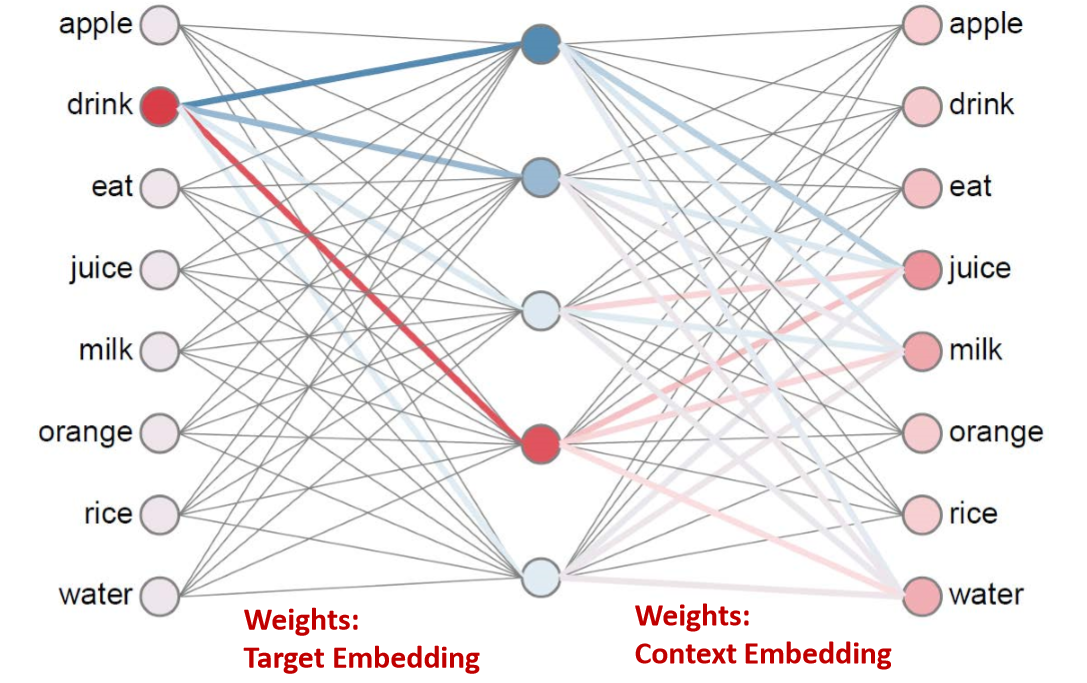 apple
drink
eat
juice
milk
orange
rice
water
Weights:
Target Embedding
Weights:
Context Embedding
apple
drink
eat
juice
milk
orange
rice
water